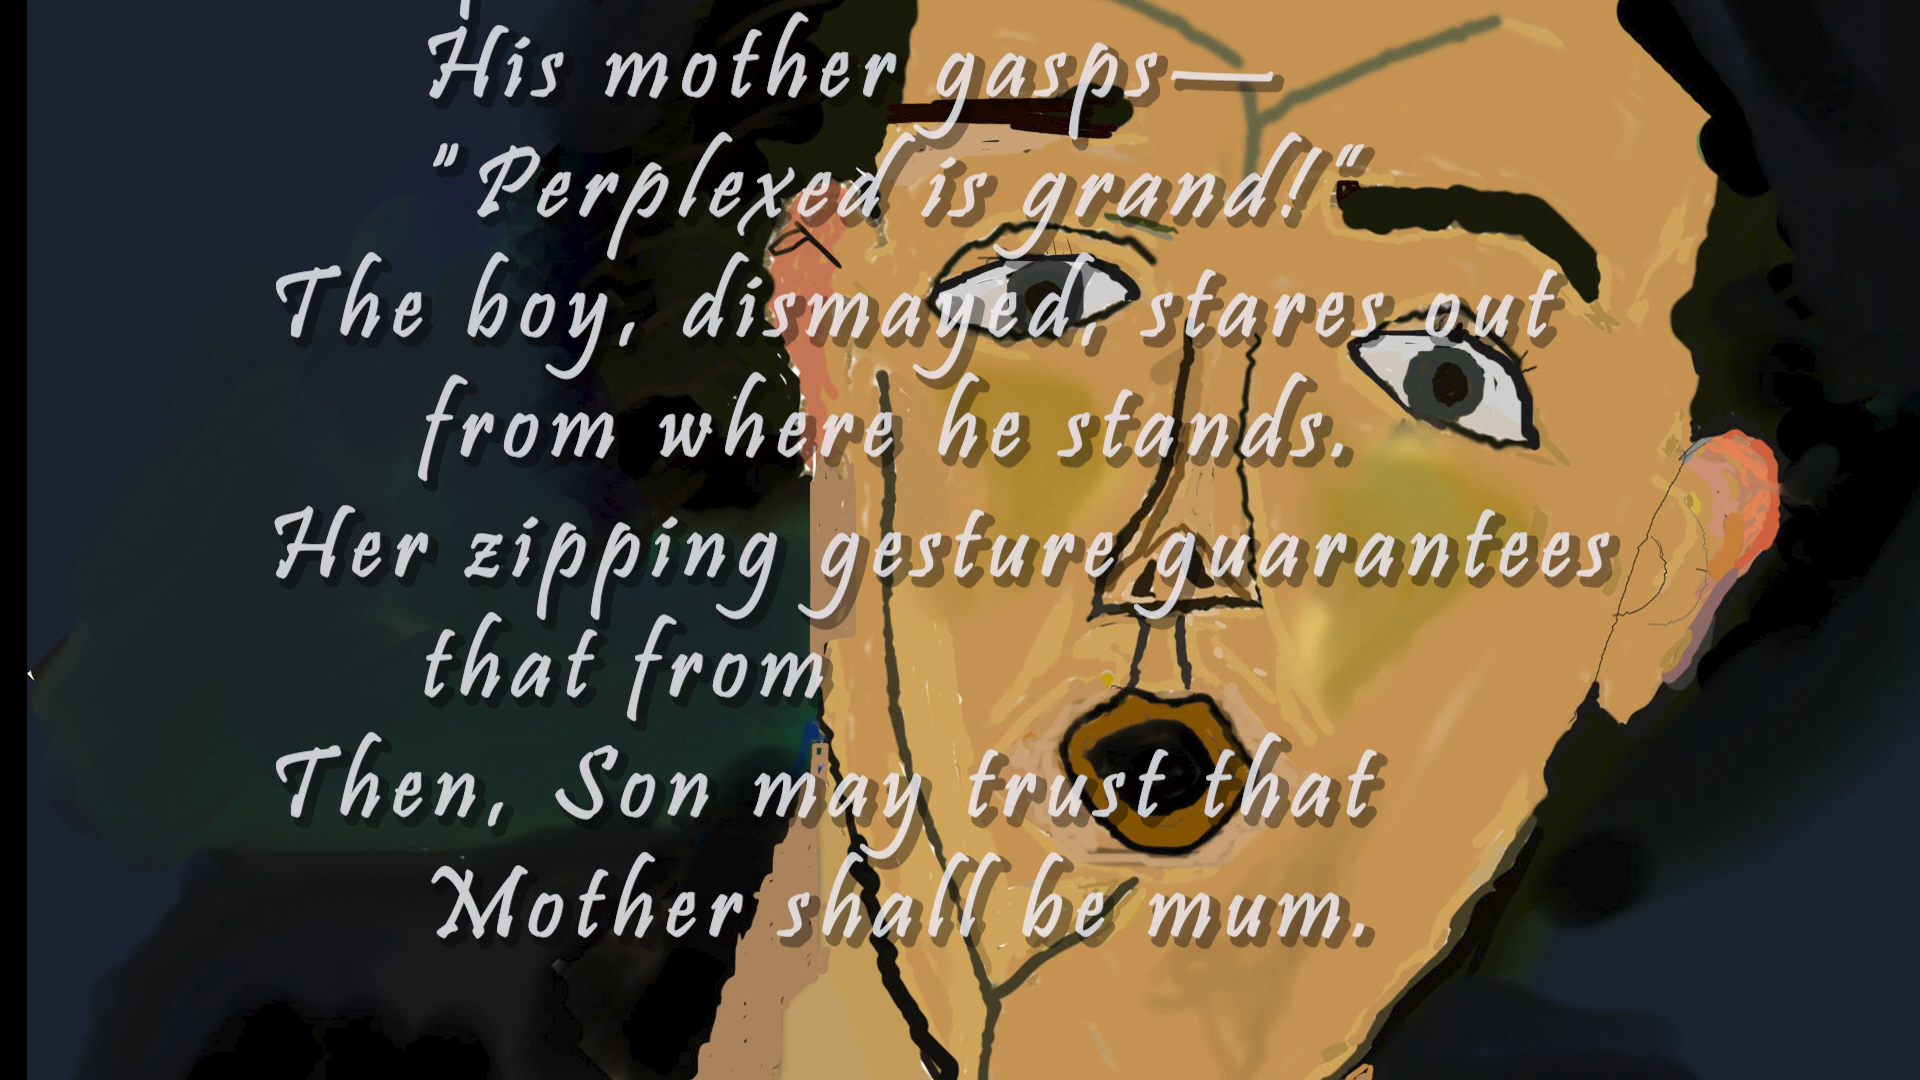 His mother gasps—
"Perplexed is grand!"
The boy, dismayed, stares out
from where he stands.
Her zipping gesture guarantees
that from
Then, Son may trust that
Mother shall be mum.